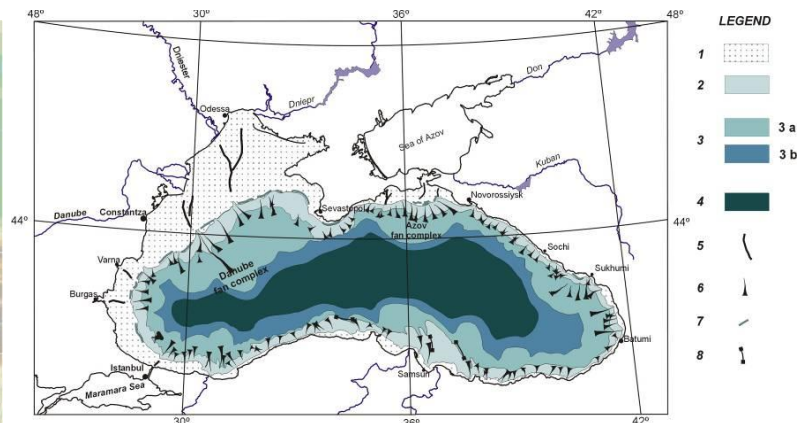 48°
30°
36°
42°
48°
LEGEND
1
2
3
3 a
3 b
4
5
6
7
8
Dniester
Dniepr
Don
Odessa
Sea of Azov
Kuban
Danube
Constantza
44°
Sevastopol
Novorossiysk
44°
Azov
fan complex
Sochi
Sukhumi
Varna
Danube
fan complex
Burgas
Batumi
Istanbul
Maramara Sea
Samsun
30°
36°
42°